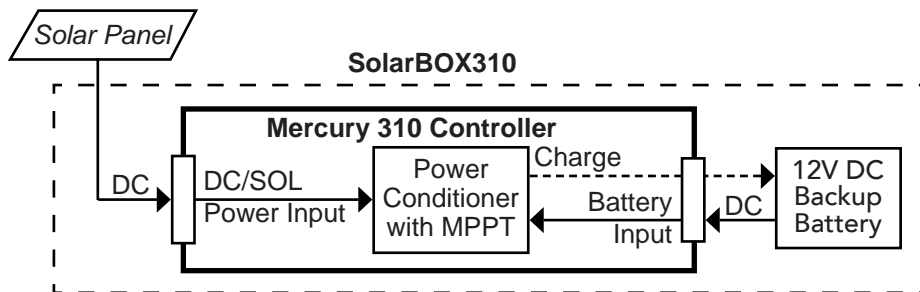 Solar Panel
SolarBOX310
Mercury 310 Controller
DC
DC/SOL
Power Input
Power
Conditioner
with MPPT
Charge
Battery
Input
DC
12V DC
Backup
Battery